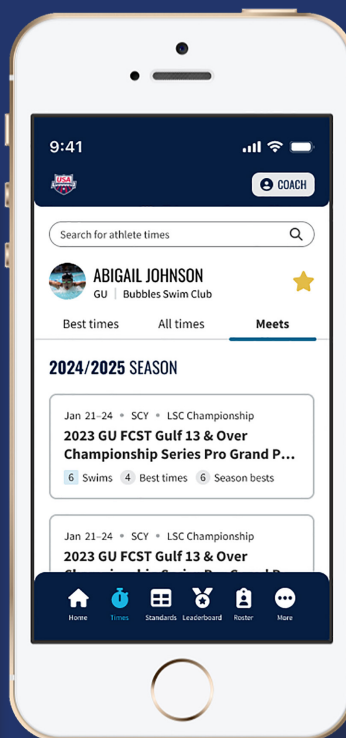 9:41
USA
COACH
Search for athlete times
ABIGAIL JOHNSON
GU | Bubbles Swim Club
Best times All times Meets
2024/2025 SEASON
Jan 21–24 • SCY • LSC Championship
2023 GU FCST Gulf 13 & Over
Championship Series Pro Grand P...
6 Swims 4 Best times 6 Season bests
Jan 21–24 • SCY • LSC Championship
2023 GU FCST Gulf 13 & Over
Home Times Standards Leaderboard Roster More